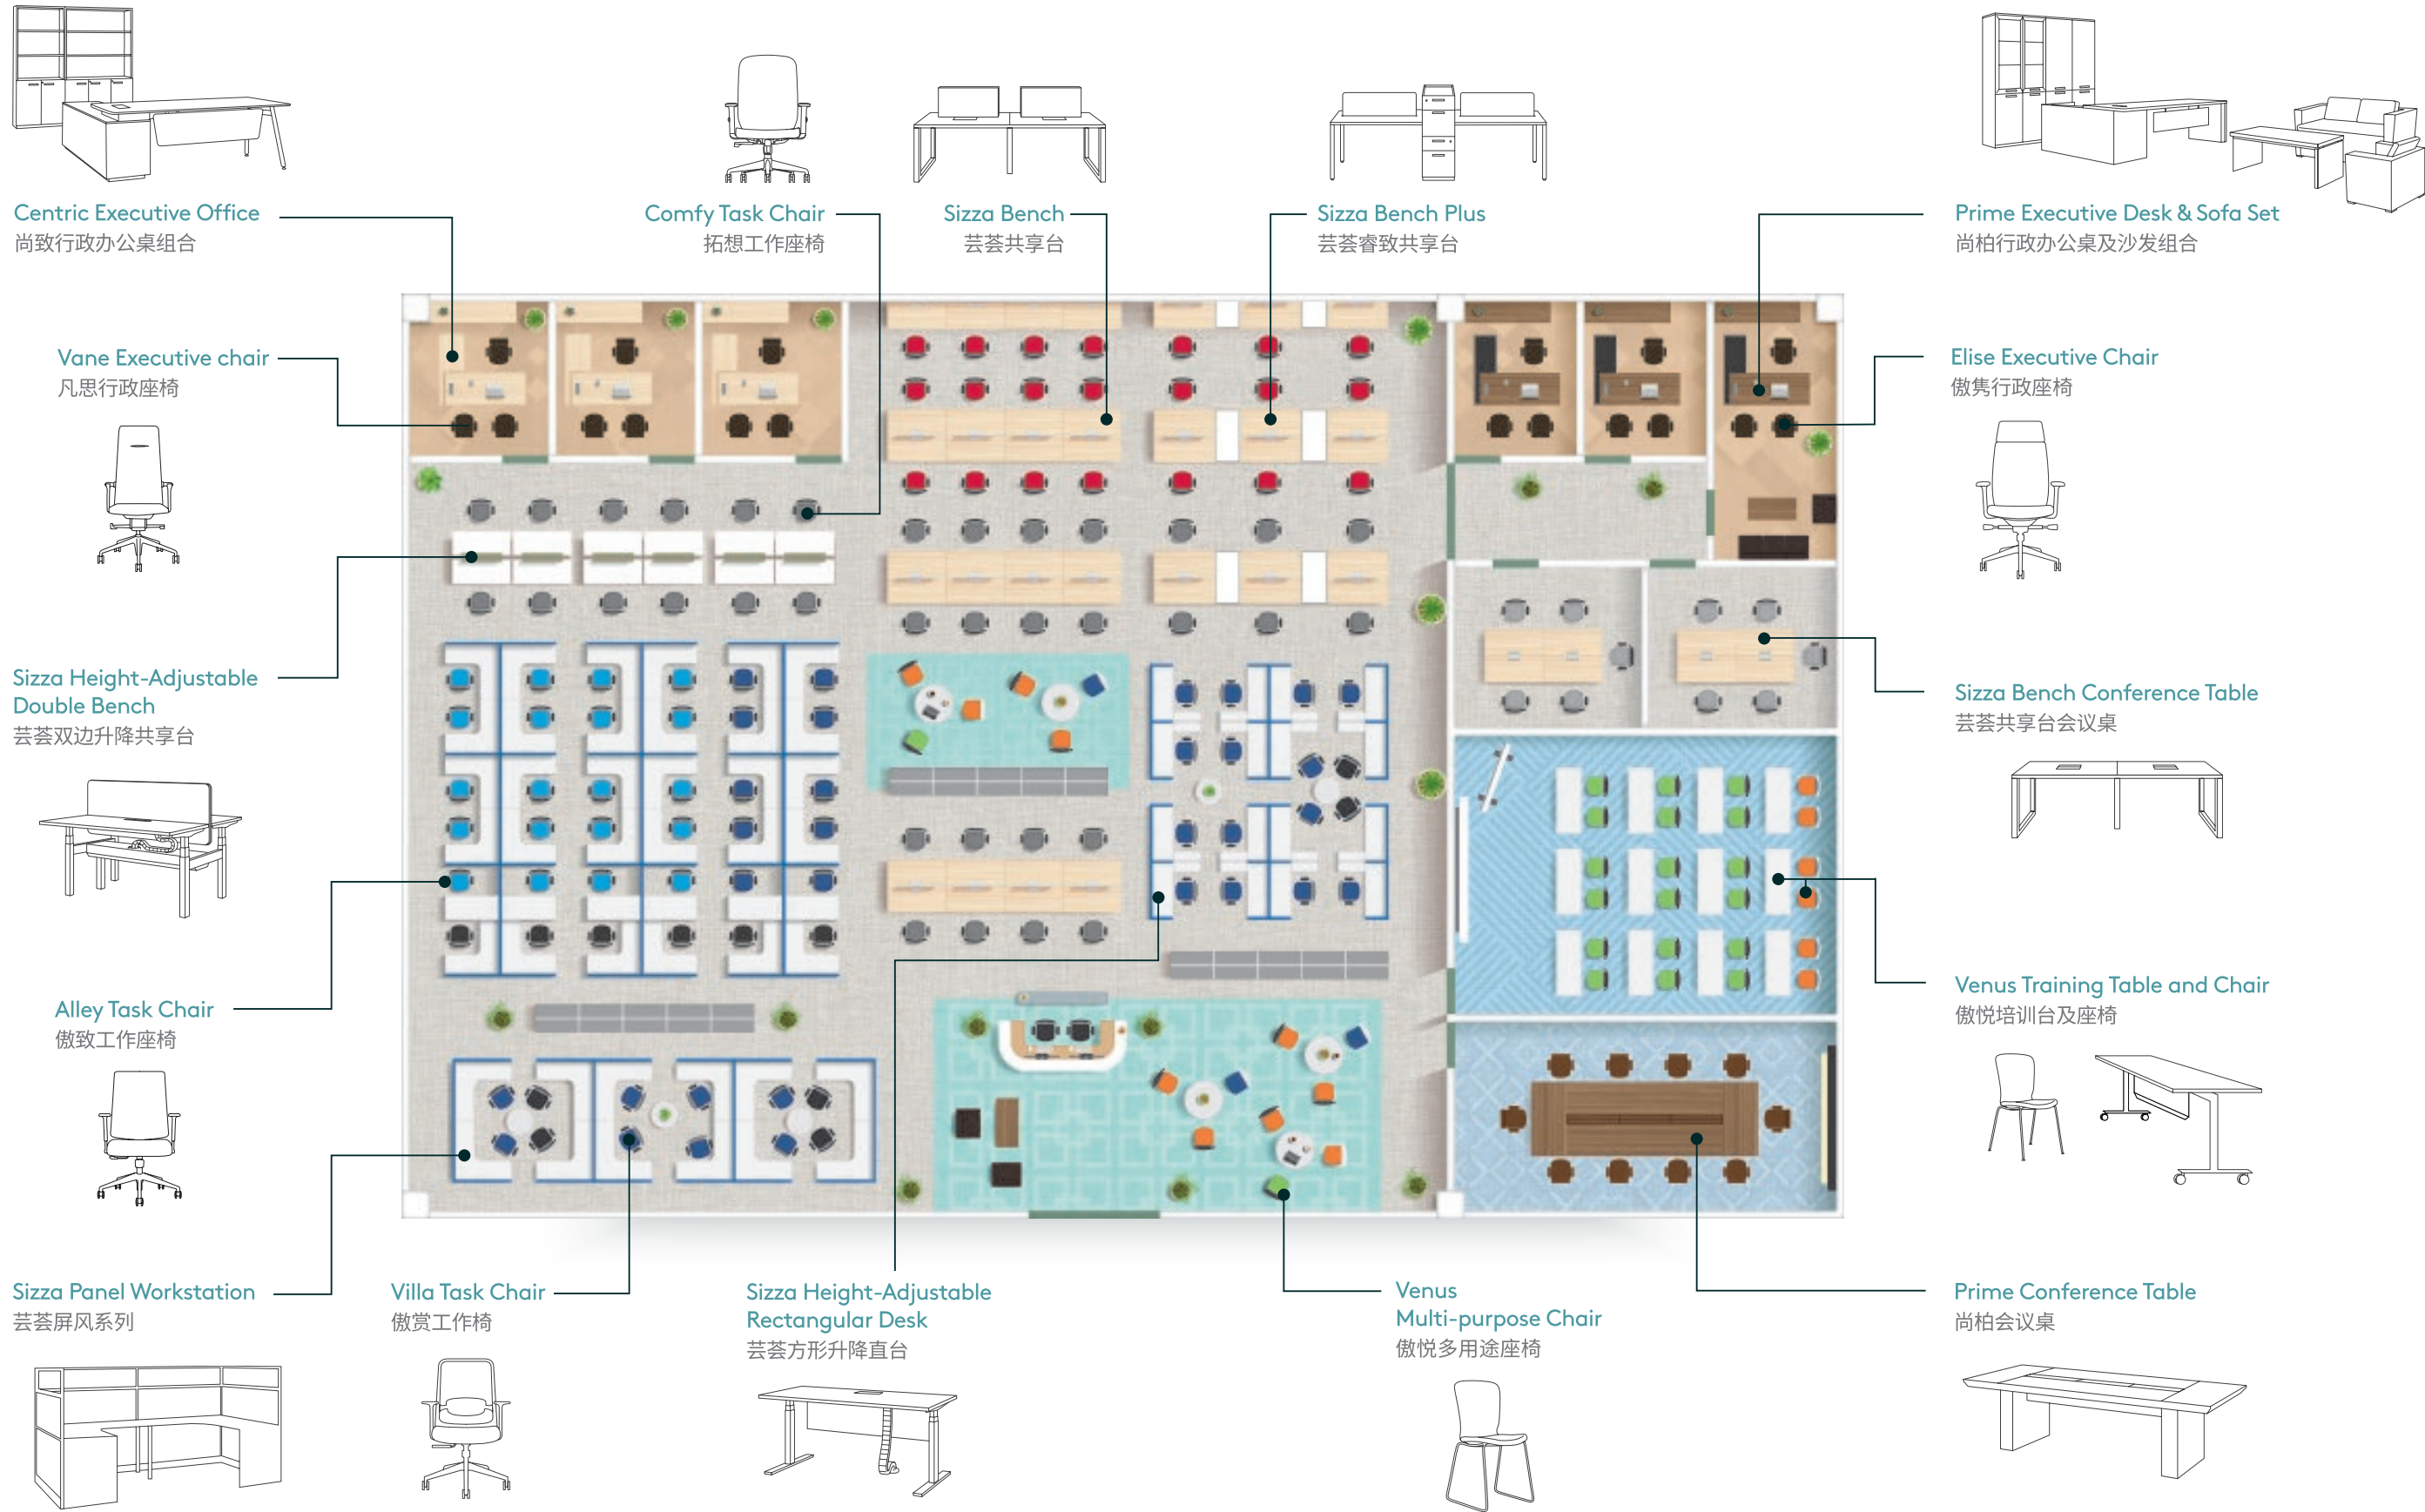 Centric Executive Office
尚致行政办公桌组合
Comfy Task Chair
拓想工作座椅
Sizza Bench
芸荟共享台
Sizza Bench Plus
芸荟睿致共享台
Prime Executive Desk & Sofa Set
尚柏行政办公桌及沙发组合
Vane Executive chair
凡思行政座椅
Elise Executive Chair
傲隽行政座椅
Sizza Height-Adjustable
Double Bench
芸荟双边升降共享台
Sizza Bench Conference Table
芸荟共享台会议桌
Alley Task Chair
傲致工作座椅
Venus Training Table and Chair
傲悦培训台及座椅
Sizza Panel Workstation
芸荟屏风系列
Villa Task Chair
傲赏工作椅
Sizza Height-Adjustable
Rectangular Desk
芸荟方形升降直台
Venus
Multi-purpose Chair
傲悦多用途座椅
Prime Conference Table
尚柏会议桌